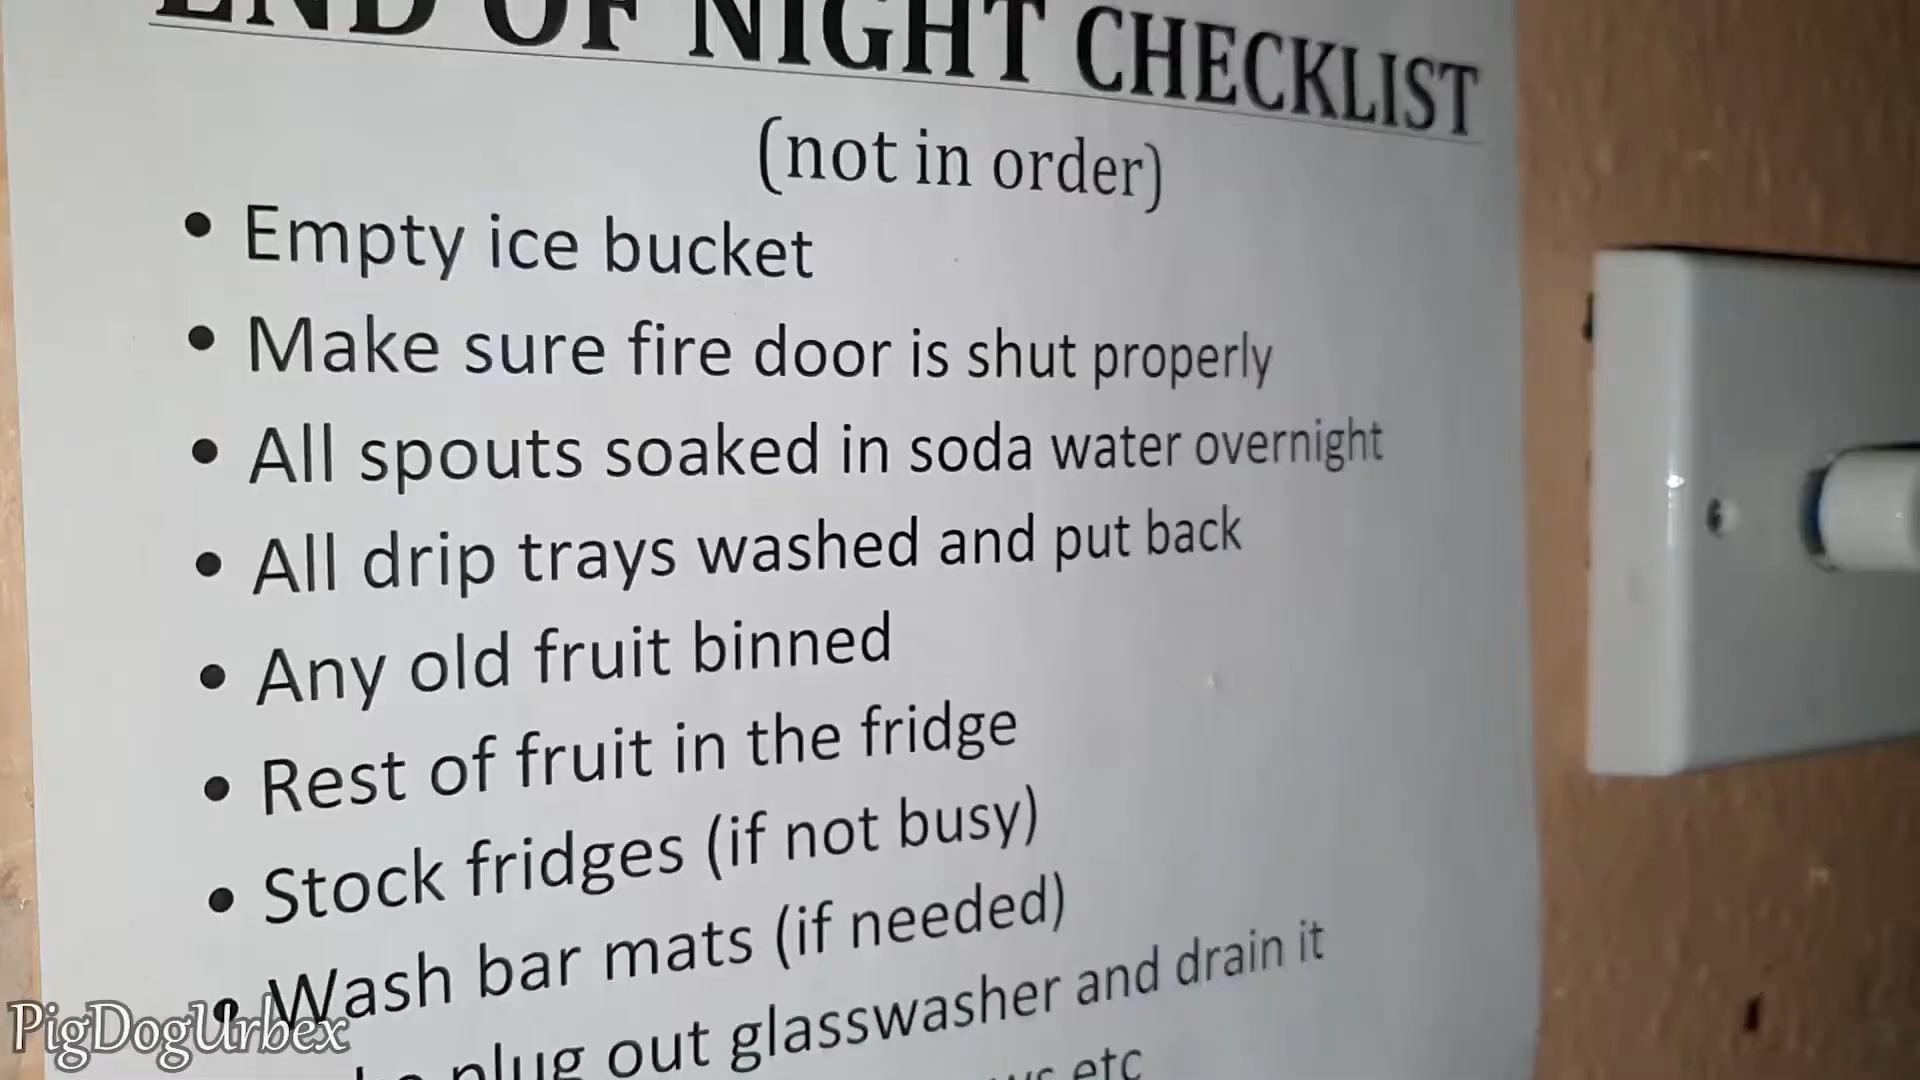 END OF NIGHT CHECKLIST
(not in order)
• Empty ice bucket
• Make sure fire door is shut properly
• All spouts soaked in soda water overnight
• All drip trays washed and put back
• Any old fruit binned
• Rest of fruit in the fridge
• Stock fridges (if not busy)
• Wash bar mats (if needed)
plug out glasswasher and drain it
etc
PigDogUrbex